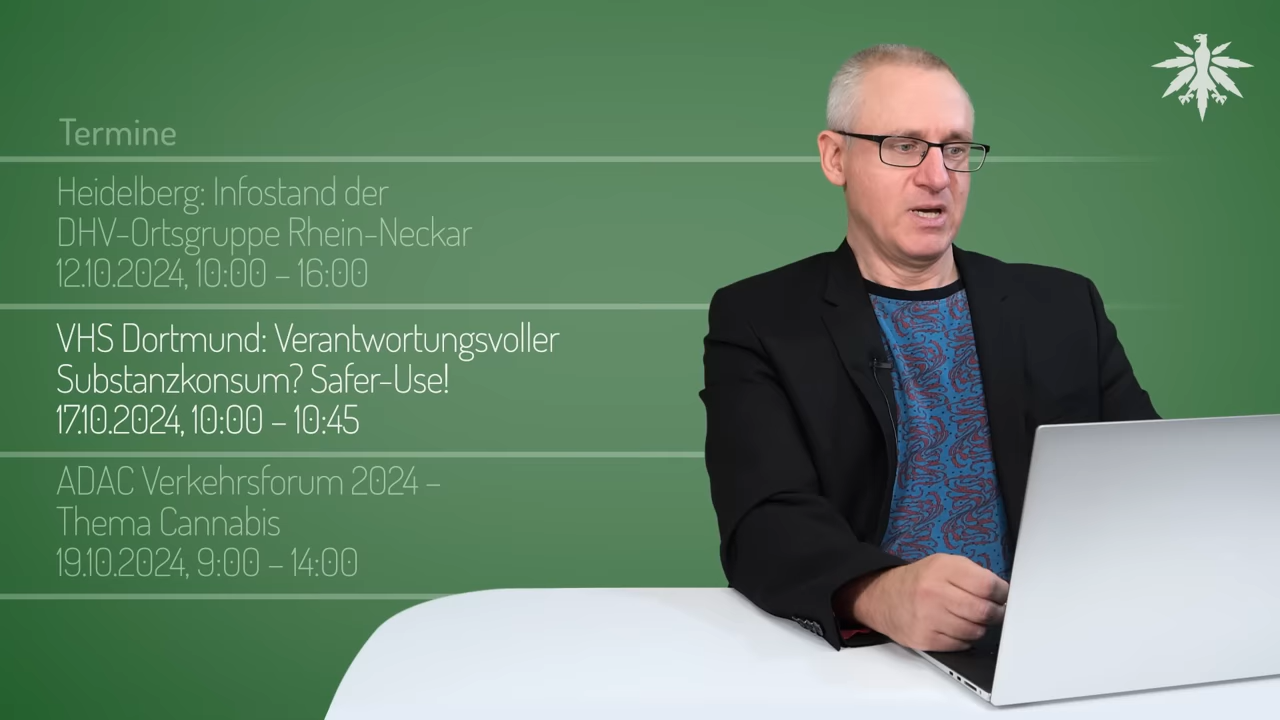 Termine
Heidelberg: Infostand der
DHV-Ortsgruppe Rhein-Neckar
12.10.2024, 10:00 – 16:00
VHS Dortmund: Verantwortungsvoller
Substanzkonsum? Safer-Use!
17.10.2024, 10:00 – 10:45
ADAC Verkehrsforum 2024 –
Thema Cannabis
19.10.2024, 9:00 – 14:00